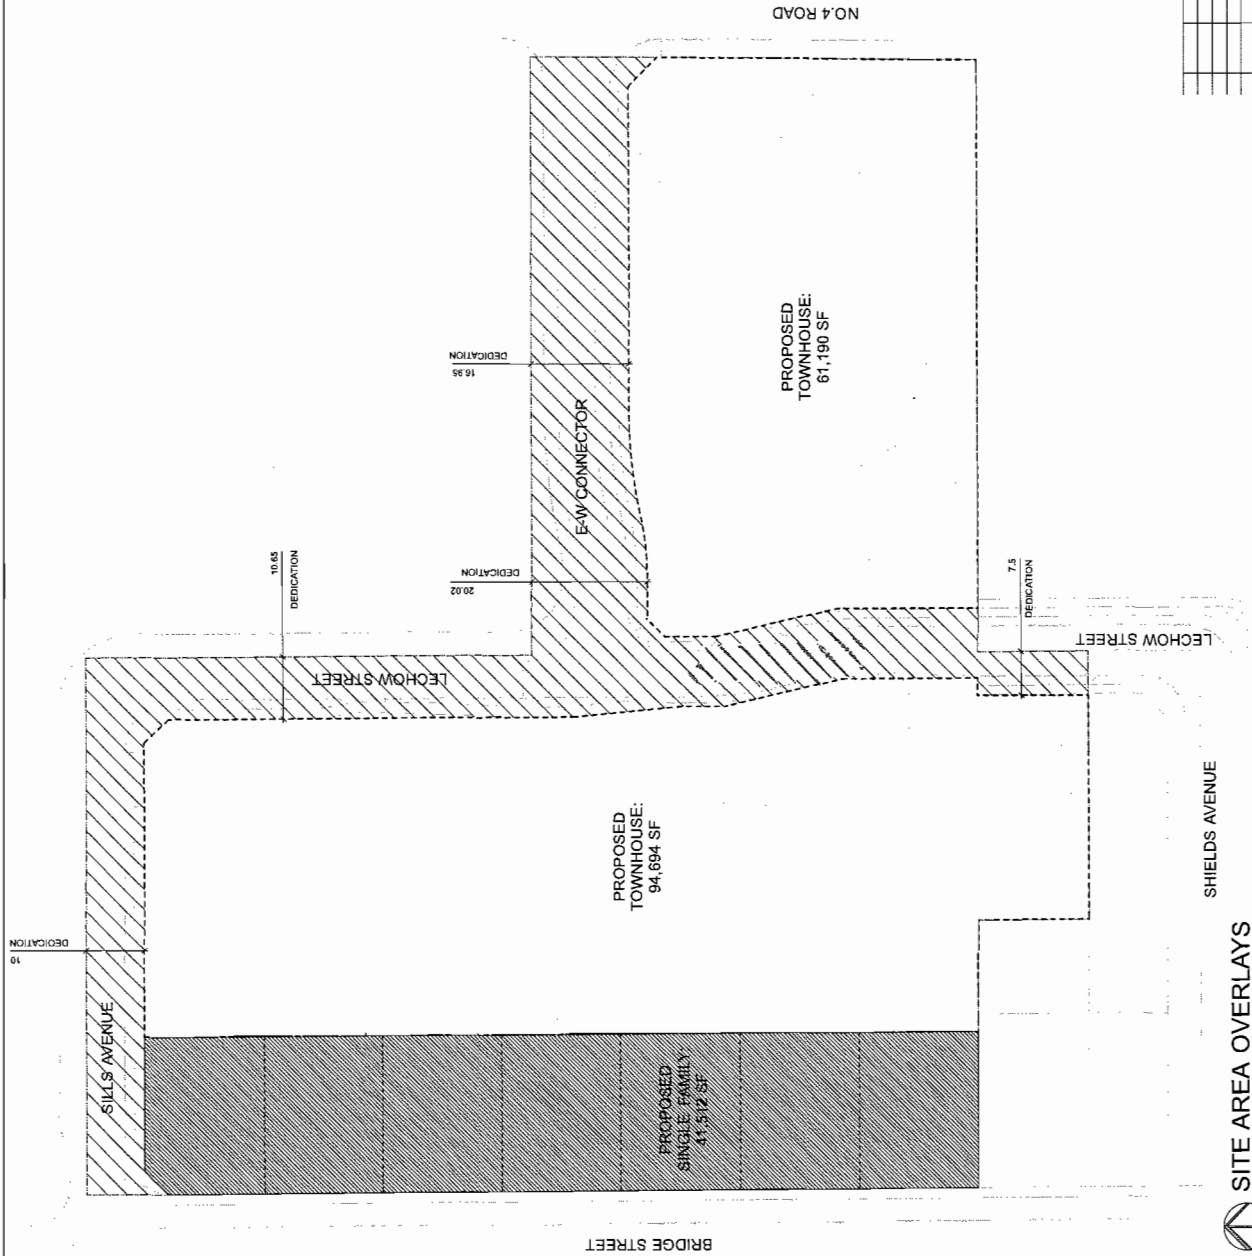 NO.4 ROAD
DEDICATION
16.95
PROPOSED
TOWNHOUSE:
61,190 SF
E-W CONNECTOR
10.65
DEDICATION
DEDICATION
20.02
7.5
DEDICATION
LECHOW STREET
LECHOW STREET
SHIELDS AVENUE
PROPOSED
TOWNHOUSE:
94,694 SF
DEDICATION
10
SILLS AVENUE
PROPOSED
SINGLE FAMILY:
41,512 SF
BRIDGE STREET
SITE AREA OVERLAYS